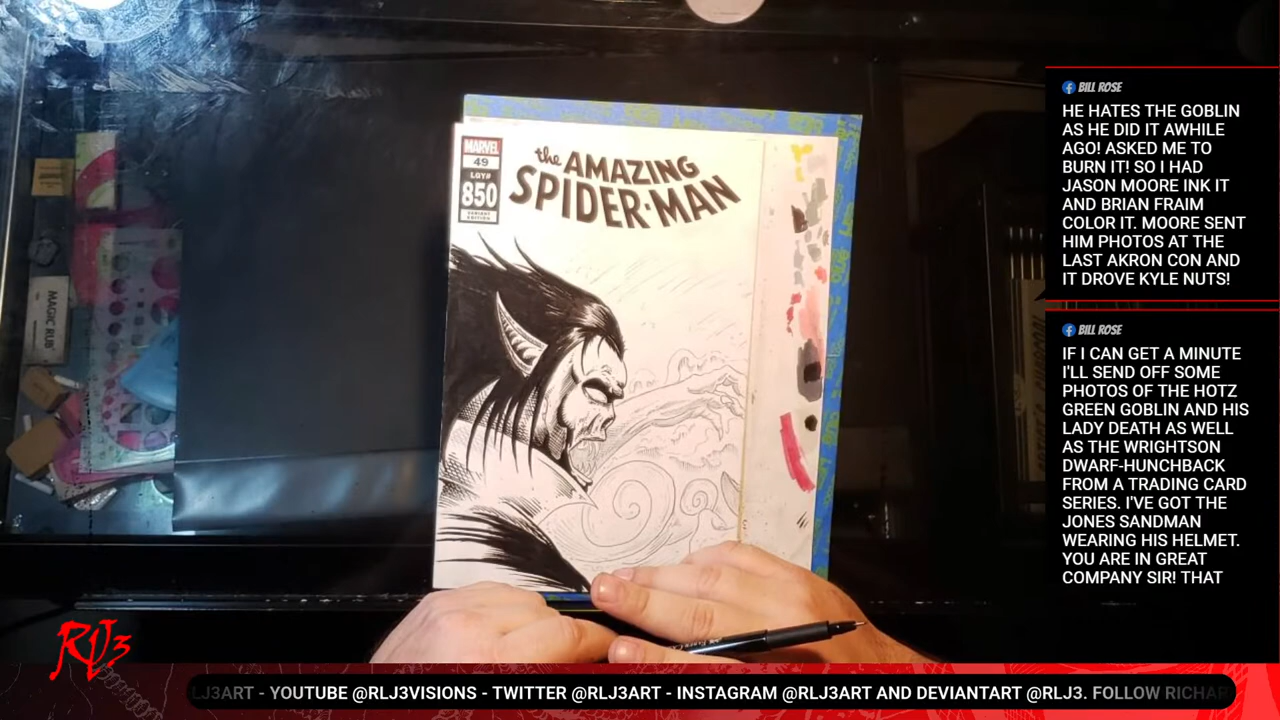 MARVEL
49
LGY#
850
VARIANT
EDITION
the AMAZING
SPIDER-MAN
MAGIC RUB
BILL ROSE
HE HATES THE GOBLIN
AS HE DID IT AWHILE
AGO! ASKED ME TO
BURN IT! SO I HAD
JASON MOORE INK IT
AND BRIAN FRAIM
COLOR IT. MOORE SENT
HIM PHOTOS AT THE
LAST AKRON CON AND
IT DROVE KYLE NUTS!
BILL ROSE
IF I CAN GET A MINUTE
I'LL SEND OFF SOME
PHOTOS OF THE HOTZ
GREEN GOBLIN AND HIS
LADY DEATH AS WELL
AS THE WRIGHTSON
DWARF-HUNCHBACK
FROM A TRADING CARD
SERIES. I'VE GOT THE
JONES SANDMAN
WEARING HIS HELMET.
YOU ARE IN GREAT
COMPANY SIR! THAT
RLJ3
LJ3ART - YOUTUBE @RLJ3VISIONS - TWITTER @RLJ3ART - INSTAGRAM @RLJ3ART AND DEVIANTART @RLJ3. FOLLOW RICHAR